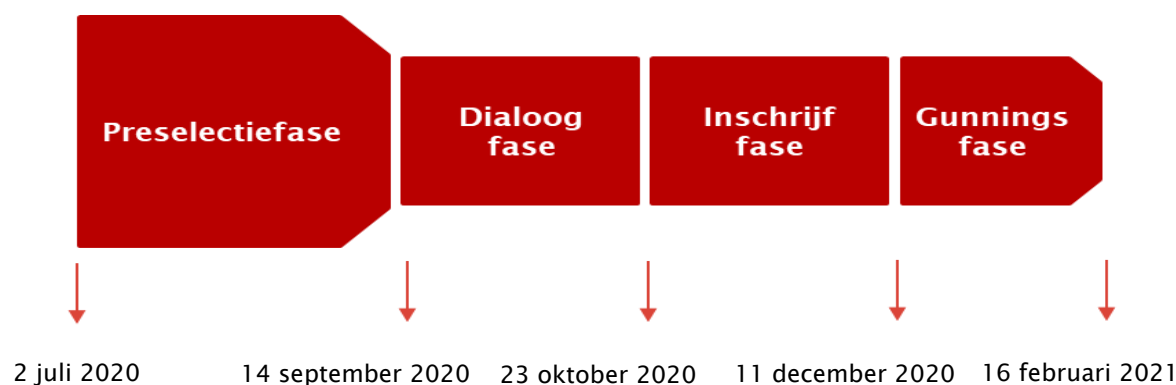 Preselectiefase
Dialoog
fase
Inschrijf
fase
Gunnings
fase
2 juli 2020
14 september 2020
23 oktober 2020
11 december 2020
16 februari 2021